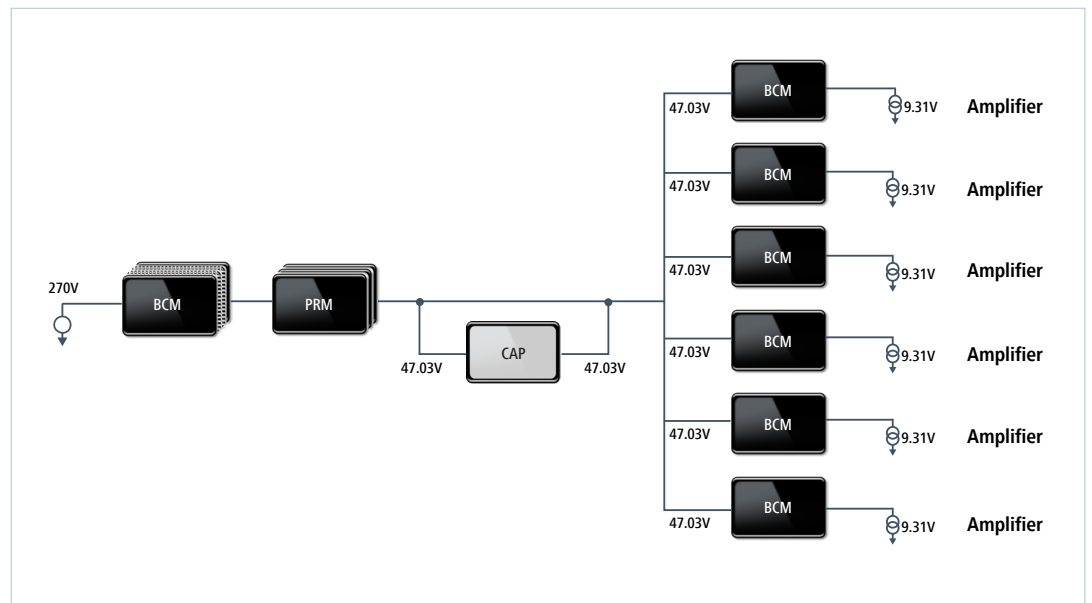 270V
BCM
PRM
47.03V
CAP
47.03V
47.03V
BCM
9.31V
Amplifier
47.03V
BCM
9.31V
Amplifier
47.03V
BCM
9.31V
Amplifier
47.03V
BCM
9.31V
Amplifier
47.03V
BCM
9.31V
Amplifier
47.03V
BCM
9.31V
Amplifier